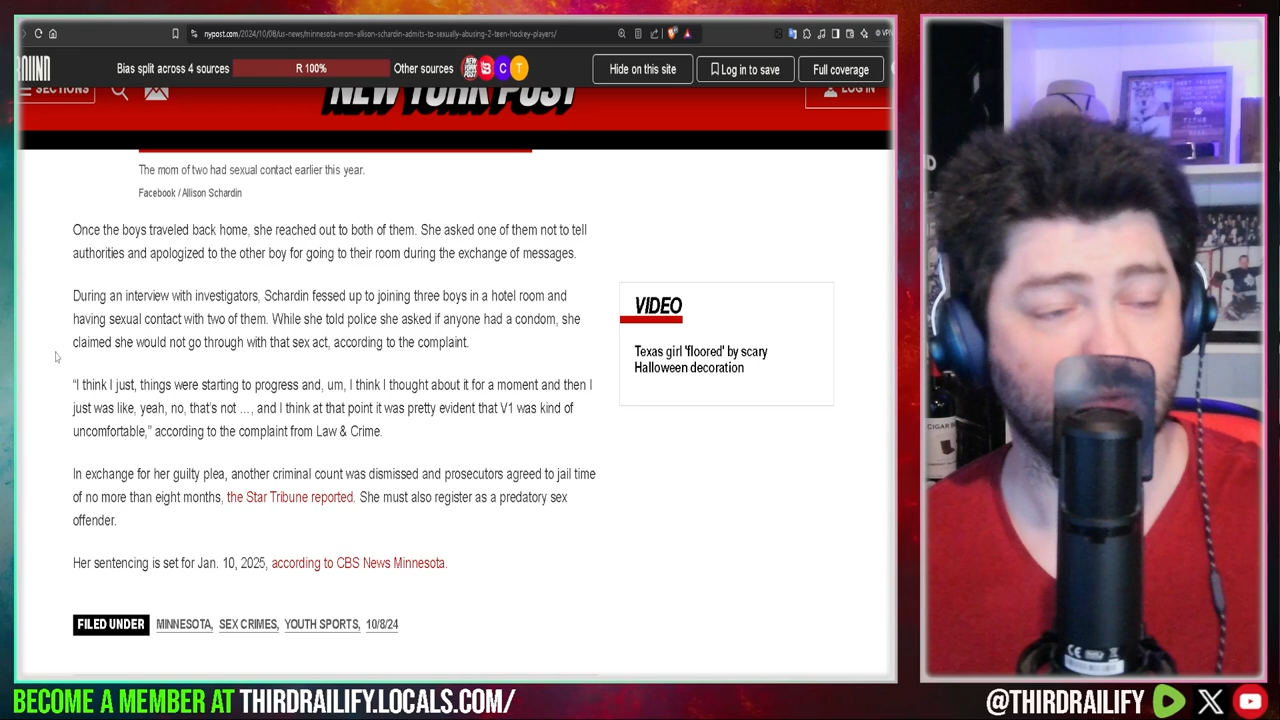 nypost.com/2024/10/08/us-news/minnesota-mom-allison-schardin-admits-to-sexually-abusing-2-teen-hockey-players/
VPN
ROUND
Bias split across 4 sources
R 100%
Other sources
Hide on this site
Log in to save
Full coverage
SECTIONS
NEW YORK POST
LOG IN
The mom of two had sexual contact earlier this year.
Facebook / Allison Schardin
Once the boys traveled back home, she reached out to both of them. She asked one of them not to tell
authorities and apologized to the other boy for going to their room during the exchange of messages.
During an interview with investigators, Schardin fessed up to joining three boys in a hotel room and
having sexual contact with two of them. While she told police she asked if anyone had a condom, she
claimed she would not go through with that sex act, according to the complaint.
“I think I just, things were starting to progress and, um, I think I thought about it for a moment and then I
just was like, yeah, no, that’s not …, and I think at that point it was pretty evident that V1 was kind of
uncomfortable,” according to the complaint from Law & Crime.
In exchange for her guilty plea, another criminal count was dismissed and prosecutors agreed to jail time
of no more than eight months, the Star Tribune reported. She must also register as a predatory sex
offender.
Her sentencing is set for Jan. 10, 2025, according to CBS News Minnesota.
VIDEO
Texas girl 'floored' by scary
Halloween decoration
FILED UNDER MINNESOTA, SEX CRIMES, YOUTH SPORTS, 10/8/24
CIGAR
BECOME A MEMBER AT THIRDRAILIFY.LOCALS.COM/
@THIRDRAILIFY